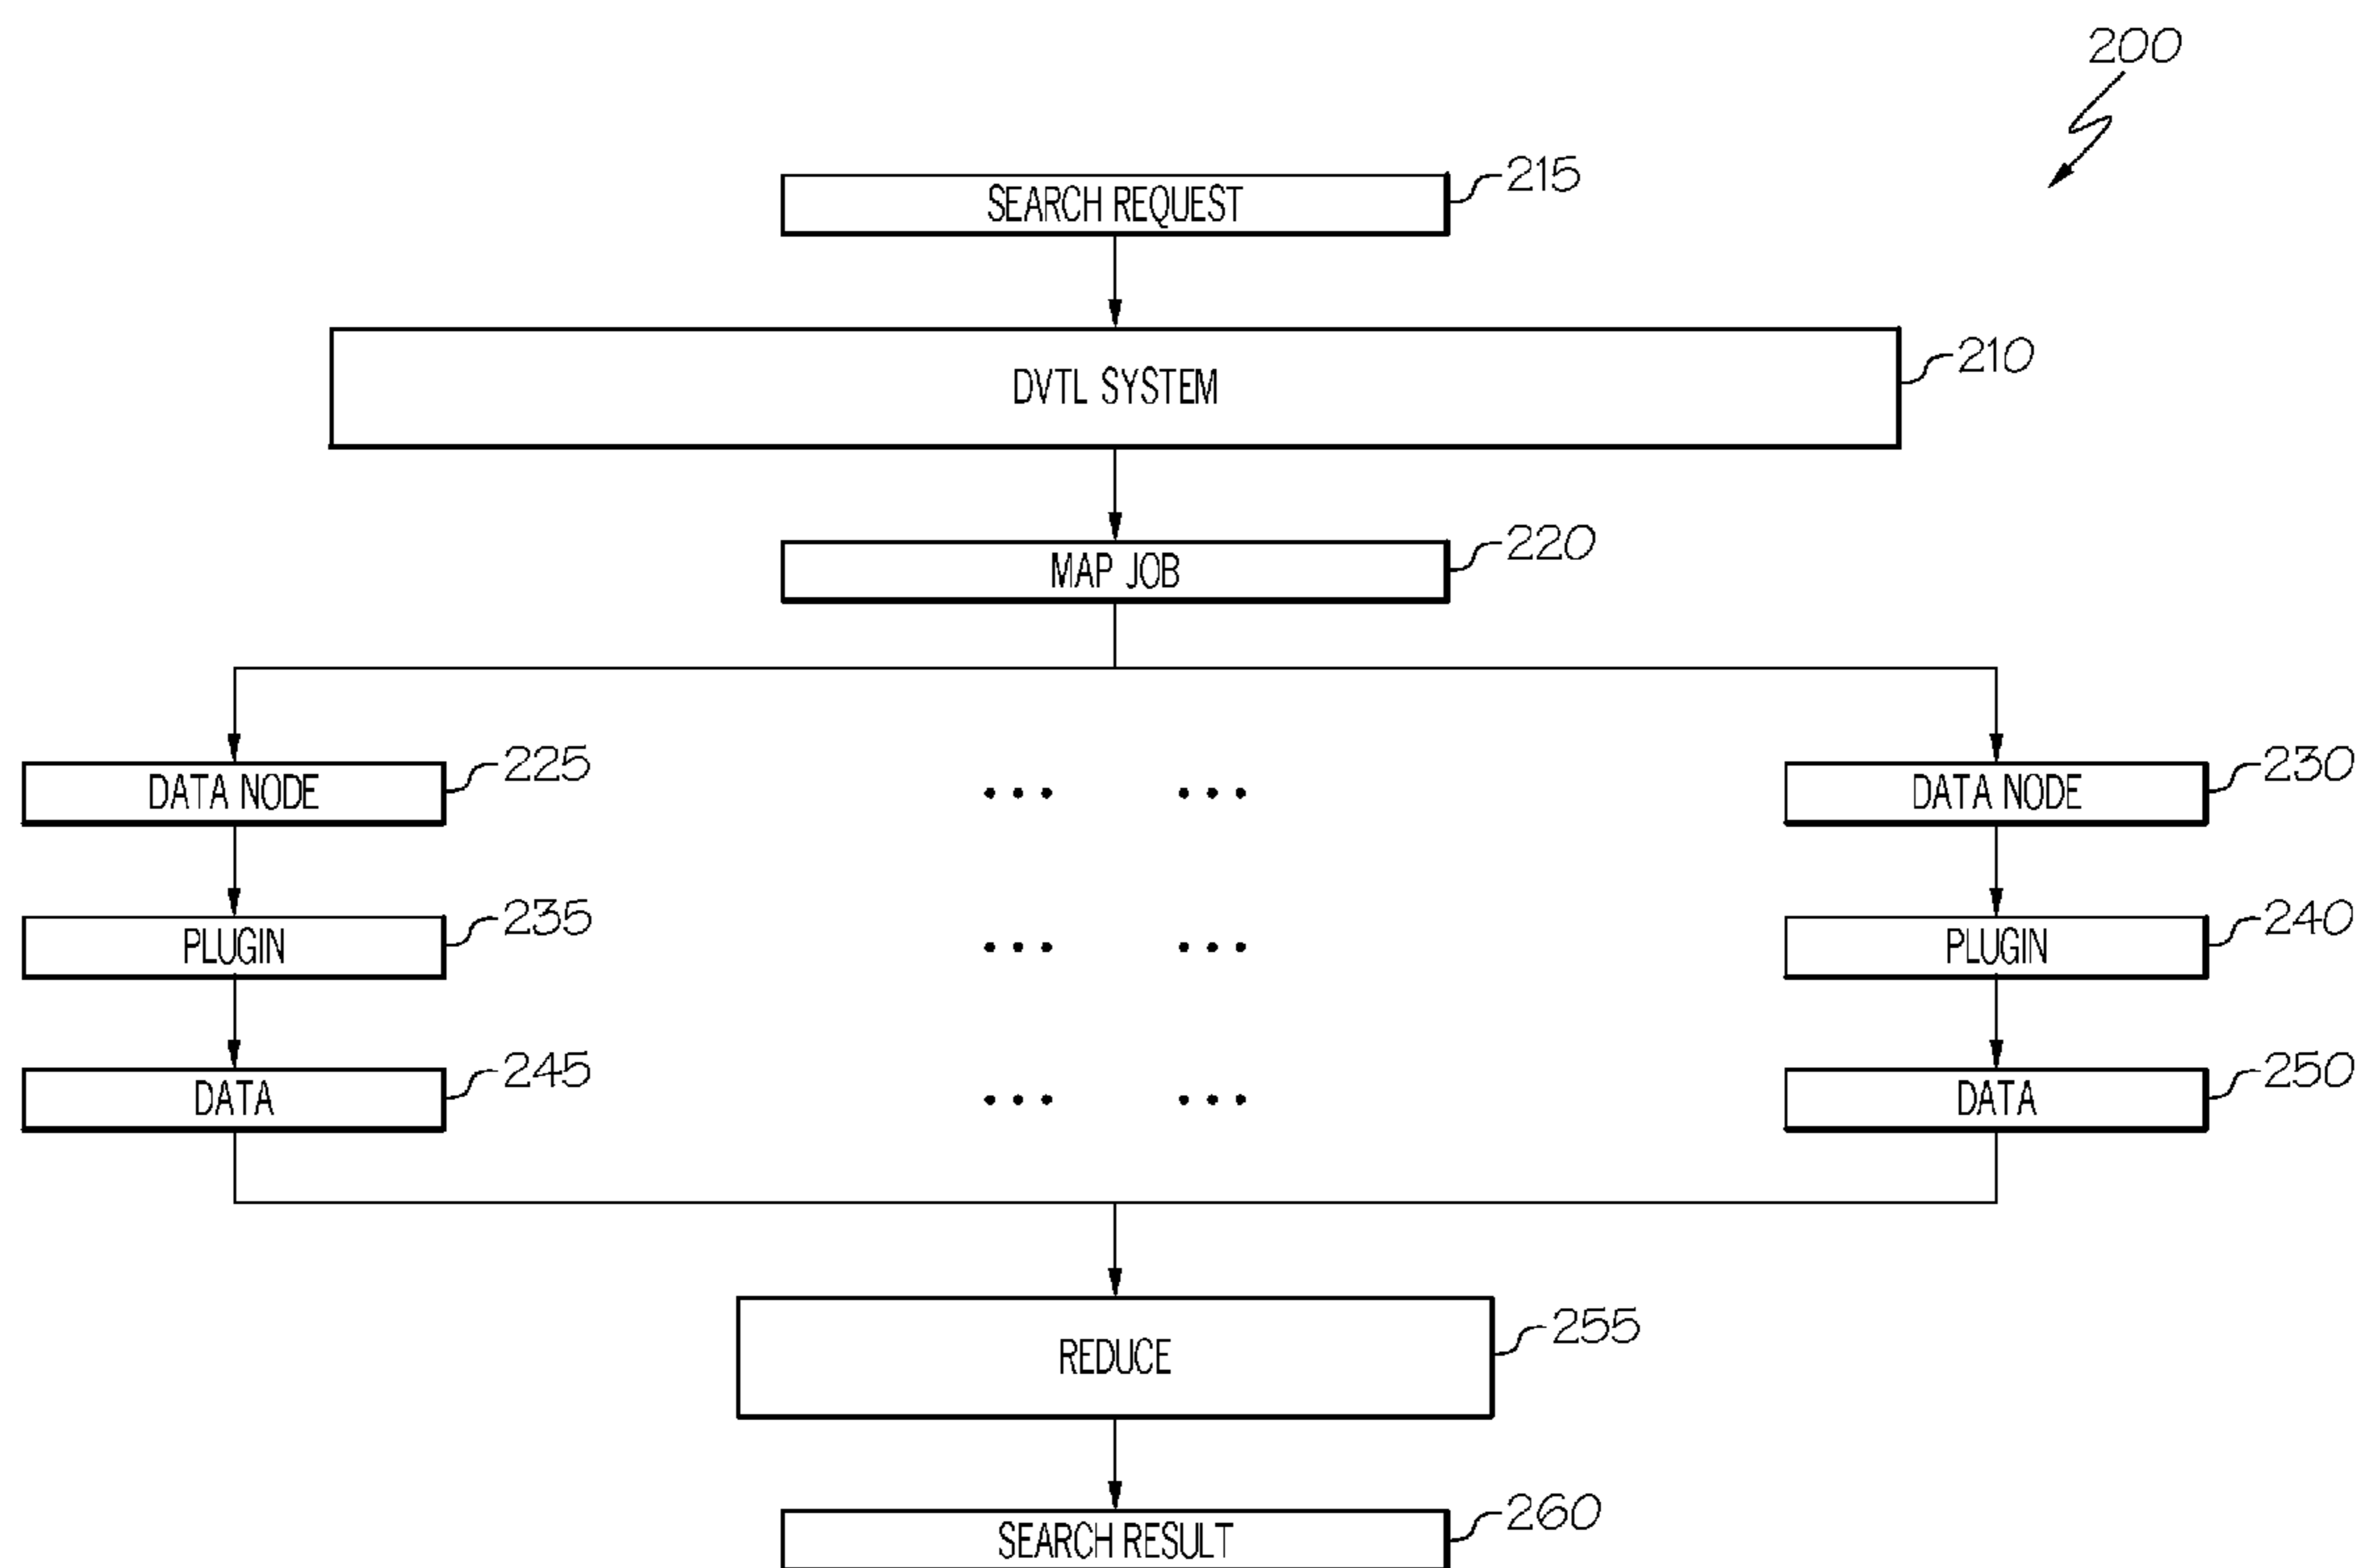 200
SEARCH REQUEST 215
DVTL SYSTEM 210
MAP JOB 220
DATA NODE 225 ... ... DATA NODE 230
PLUGIN 235 ... ... PLUGIN 240
DATA 245 ... ... DATA 250
REDUCE 255
SEARCH RESULT 260